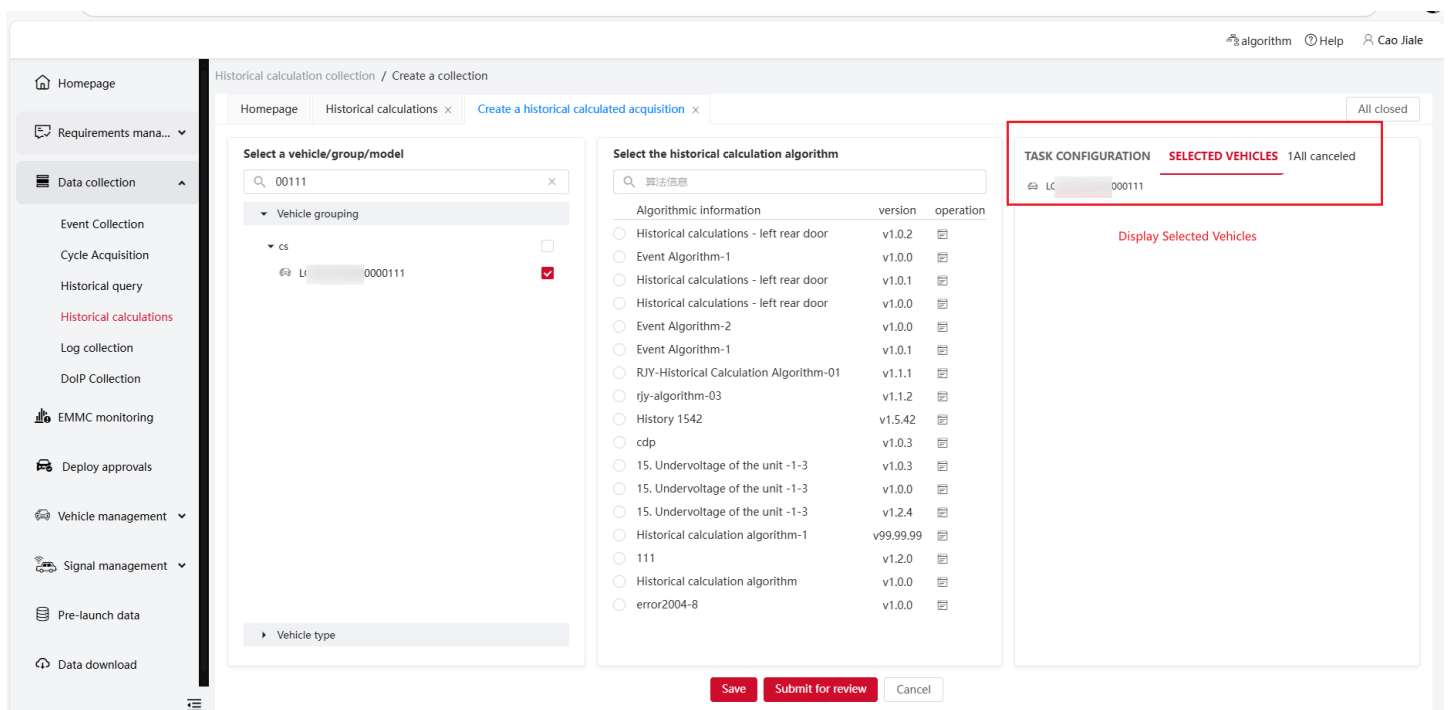 algorithm Help Cao Jiale
Homepage
Requirements mana...
Data collection
Event Collection
Cycle Acquisition
Historical query
Historical calculations
Log collection
DoIP Collection
EMMC monitoring
Deploy approvals
Vehicle management
Signal management
Pre-launch data
Data download
Historical calculation collection / Create a collection
Homepage Historical calculations × Create a historical calculated acquisition × All closed
Select a vehicle/group/model
00111 ×
Vehicle grouping
cs
0000111
Vehicle type
Select the historical calculation algorithm
算法信息
Algorithmic information version operation
Historical calculations - left rear door v1.0.2
Event Algorithm-1 v1.0.0
Historical calculations - left rear door v1.0.1
Historical calculations - left rear door v1.0.0
Event Algorithm-2 v1.0.0
Event Algorithm-1 v1.0.1
RJY-Historical Calculation Algorithm-01 v1.1.1
rjy-algorithm-03 v1.1.2
History 1542 v1.5.42
cdp v1.0.3
15. Undervoltage of the unit -1-3 v1.0.3
15. Undervoltage of the unit -1-3 v1.0.0
15. Undervoltage of the unit -1-3 v1.2.4
Historical calculation algorithm-1 v99.99.99
111 v1.2.0
Historical calculation algorithm v1.0.0
error2004-8 v1.0.0
TASK CONFIGURATION SELECTED VEHICLES 1All canceled
000111
Display Selected Vehicles
Save Submit for review Cancel